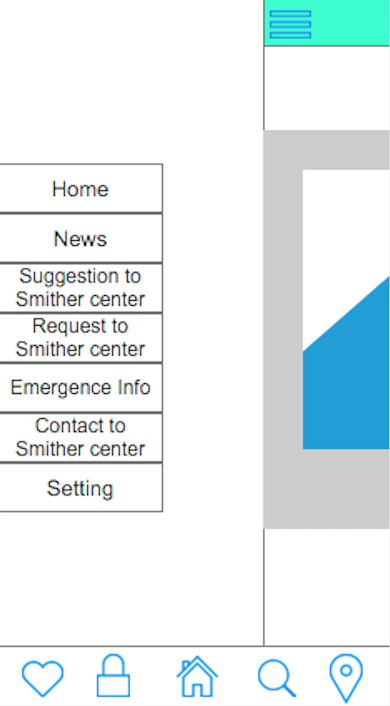 Home
News
Suggestion to
Smither center
Request to
Smither center
Emergence Info
Contact to
Smither center
Setting